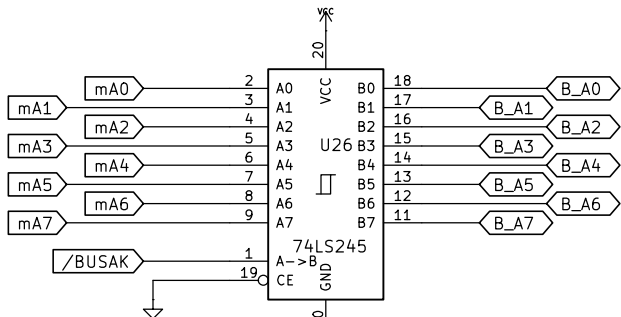 VCC
20
mA0 2 A0 VCC B0 18 B_A0
mA1 3 A1 B1 17 B_A1
mA2 4 A2 B2 16 B_A2
mA3 5 A3 U26 B3 15 B_A3
mA4 6 A4 B4 14 B_A4
mA5 7 A5 B5 13 B_A5
mA6 8 A6 B6 12 B_A6
mA7 9 A7 B7 11 B_A7
74LS245
/BUSAK 1 A->B
19 CE GND